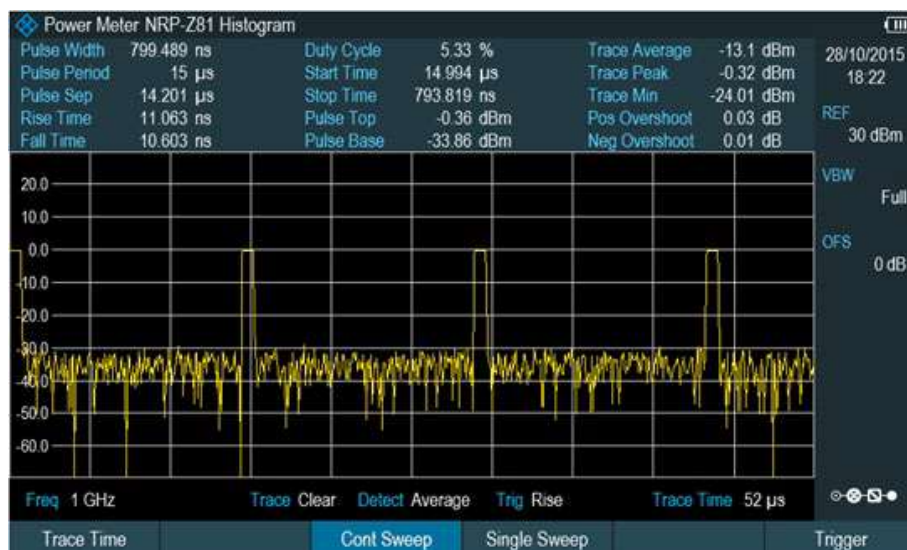 Power Meter NRP-Z81 Histogram
Pulse Width 799.489 ns Duty Cycle 5.33 % Trace Average -13.1 dBm
Pulse Period 15 µs Start Time 14.994 µs Trace Peak -0.32 dBm
Pulse Sep 14.201 µs Stop Time 793.819 ns Trace Min -24.01 dBm
Rise Time 11.063 ns Pulse Top -0.36 dBm Pos Overshoot 0.03 dB
Fall Time 10.603 ns Pulse Base -33.86 dBm Neg Overshoot 0.01 dB
28/10/2015
18:22
REF
30 dBm
VBW
Full
OFS
0 dB
20.0
10.0
0.0
-10.0
-20.0
-30.0
-40.0
-50.0
-60.0
Freq 1 GHz Trace Clear Detect Average Trig Rise Trace Time 52 µs
Trace Time Cont Sweep Single Sweep Trigger